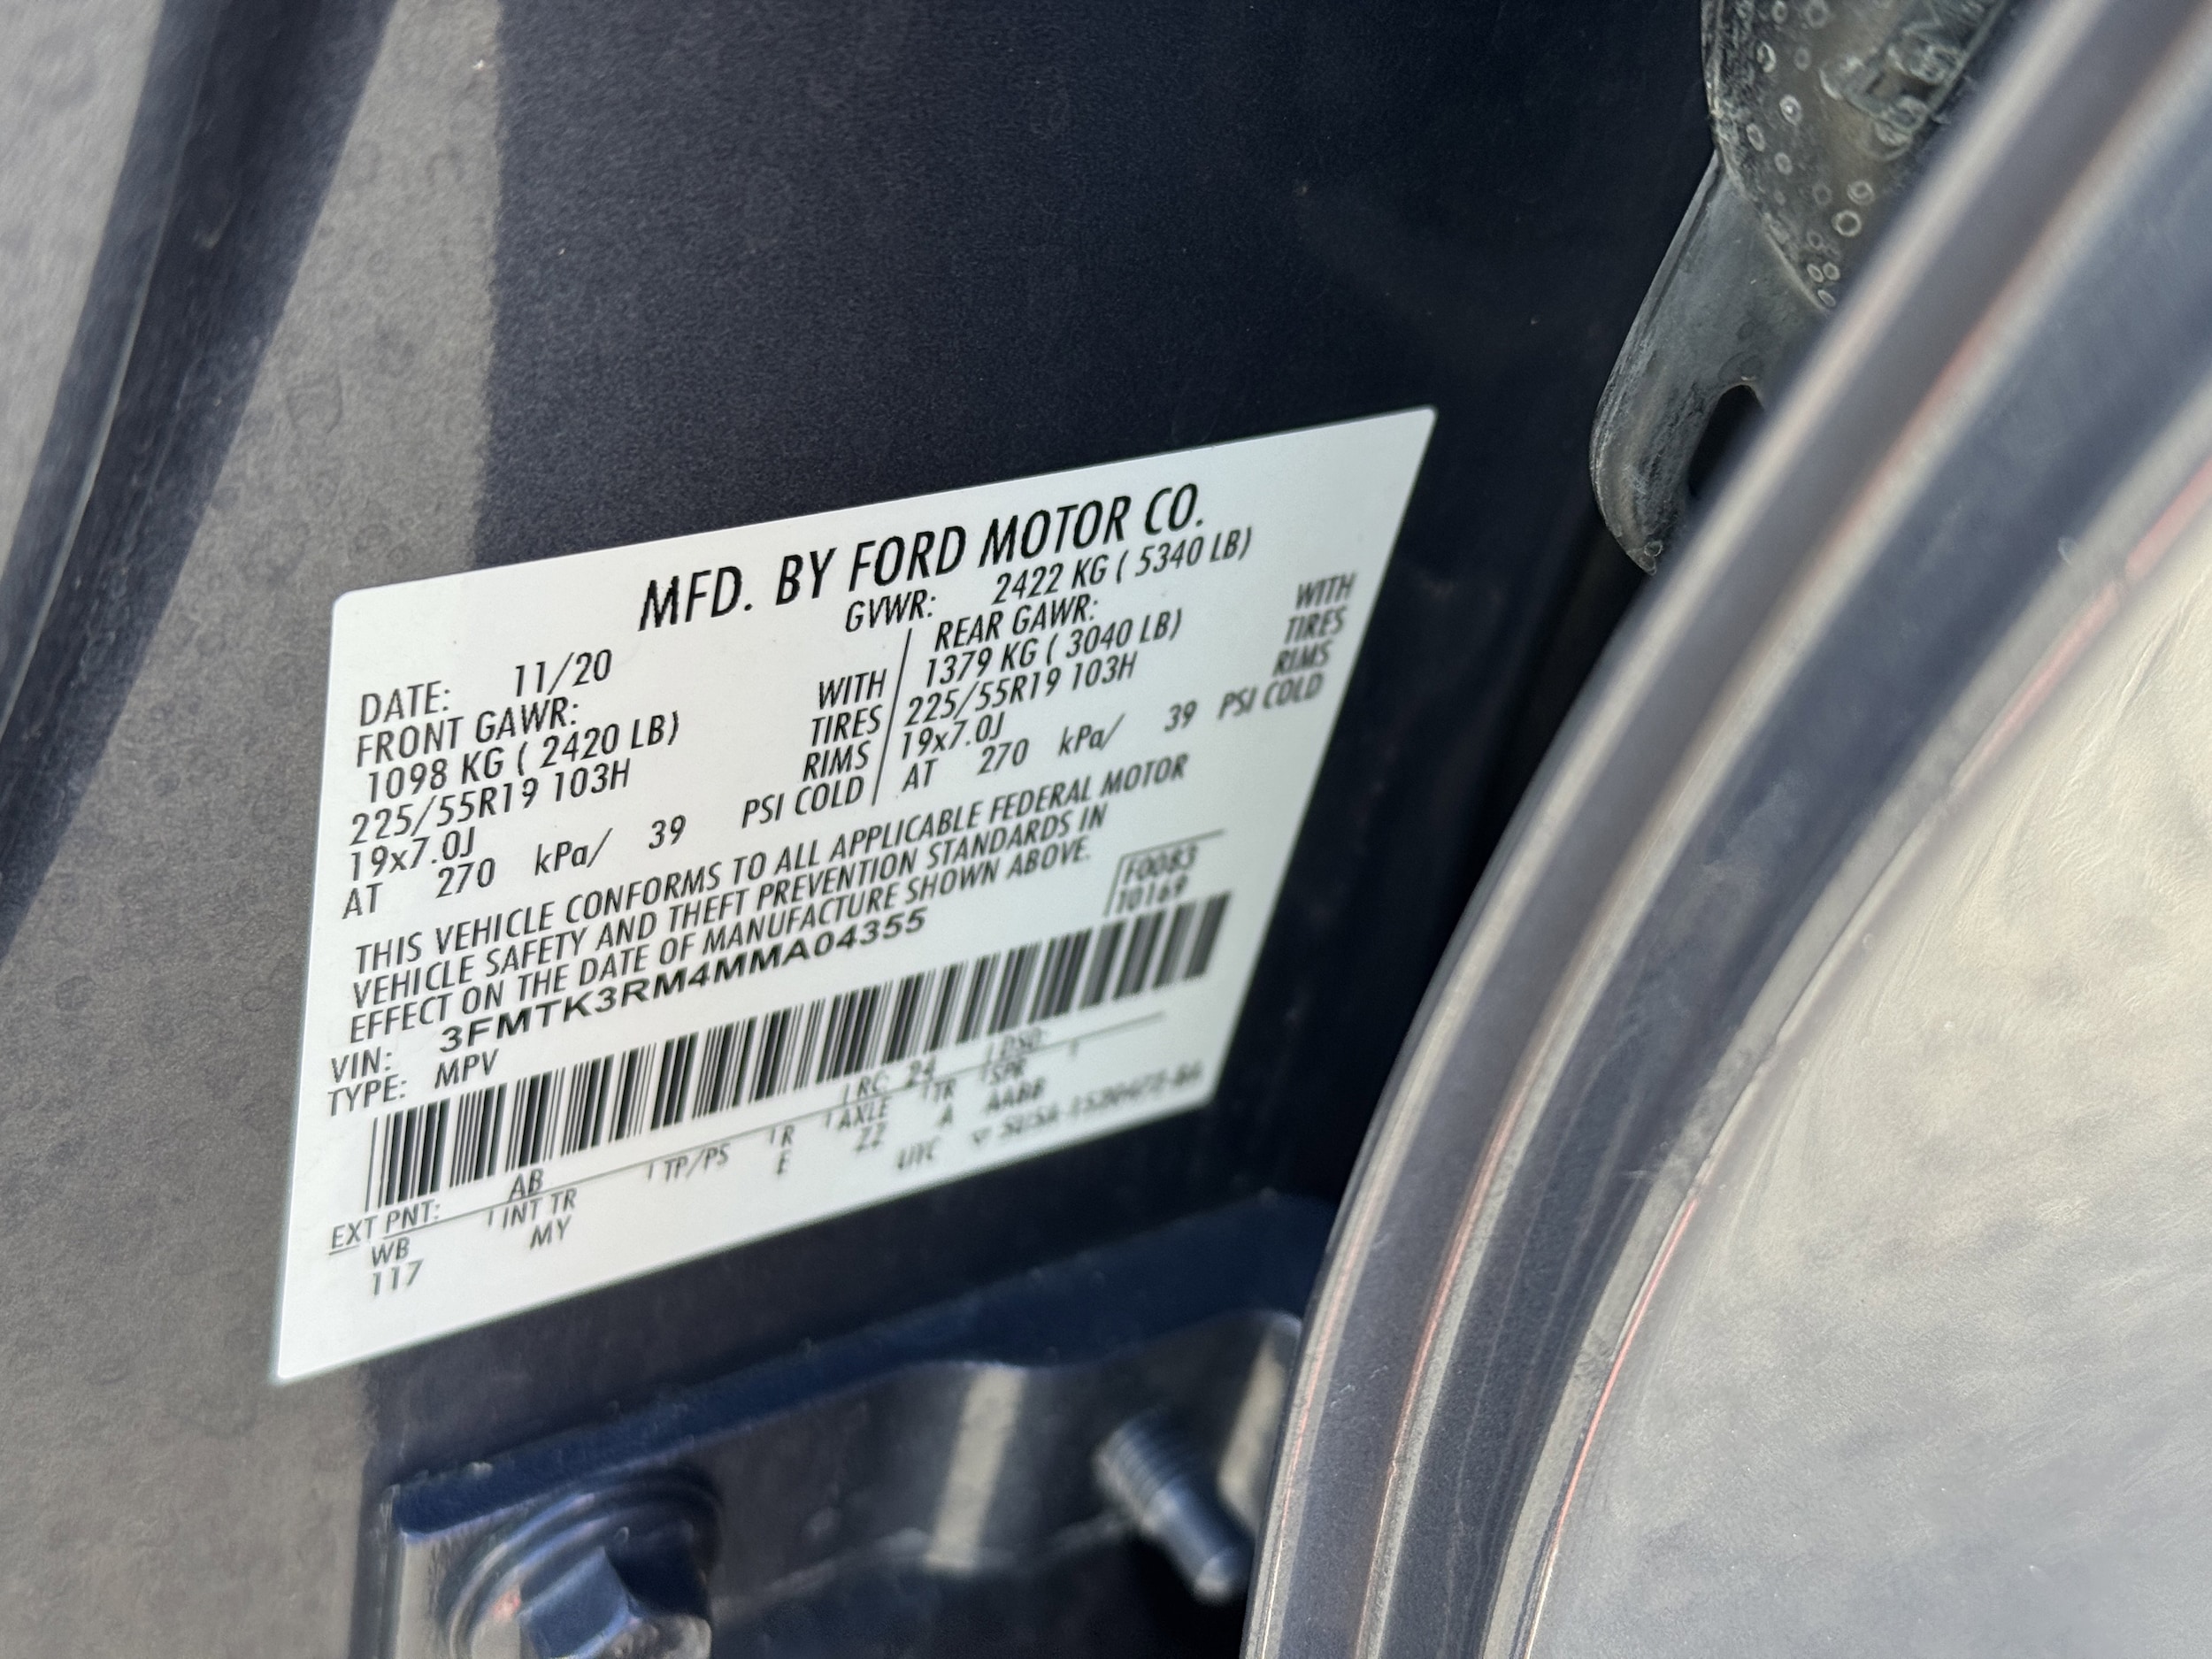 MFD. BY FORD MOTOR CO.
DATE: 11/20 GVWR: 2422 KG ( 5340 LB)
FRONT GAWR: REAR GAWR:
1098 KG ( 2420 LB) WITH 1379 KG ( 3040 LB) WITH
225/55R19 103H TIRES 225/55R19 103H TIRES
19x7.0J RIMS 19x7.0J RIMS
AT 270 kPa/ 39 PSI COLD AT 270 kPa/ 39 PSI COLD
THIS VEHICLE CONFORMS TO ALL APPLICABLE FEDERAL MOTOR
VEHICLE SAFETY AND THEFT PREVENTION STANDARDS IN
EFFECT ON THE DATE OF MANUFACTURE SHOWN ABOVE.
F0083
10169
VIN: 3FMTK3RM4MMA04355
TYPE: MPV
EXT PNT: AB RC: 24 DSO:
WB INT TR TP/PS R AXLE TR SPR
117 MY E ZZ A AABB
UTC